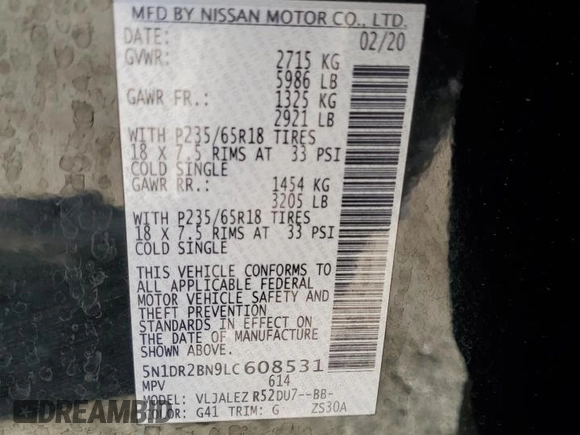 MFD BY NISSAN MOTOR CO., LTD.
DATE: 02/20
GVWR: 2715 KG
5986 LB
GAWR FR.: 1325 KG
2921 LB
WITH P235/65R18 TIRES
18 X 7.5 RIMS AT 33 PSI
COLD SINGLE
GAWR RR.: 1454 KG
3205 LB
WITH P235/65R18 TIRES
18 X 7.5 RIMS AT 33 PSI
COLD SINGLE
THIS VEHICLE CONFORMS TO
ALL APPLICABLE FEDERAL
MOTOR VEHICLE SAFETY AND
THEFT PREVENTION
STANDARDS IN EFFECT ON
THE DATE OF MANUFACTURE
SHOWN ABOVE.
5N1DR2BN9LC608531
MPV 614
MODEL: VLJALEZ R52DU7--BB-
COLOR: G41 TRIM: G ZS30A
DREAMBID